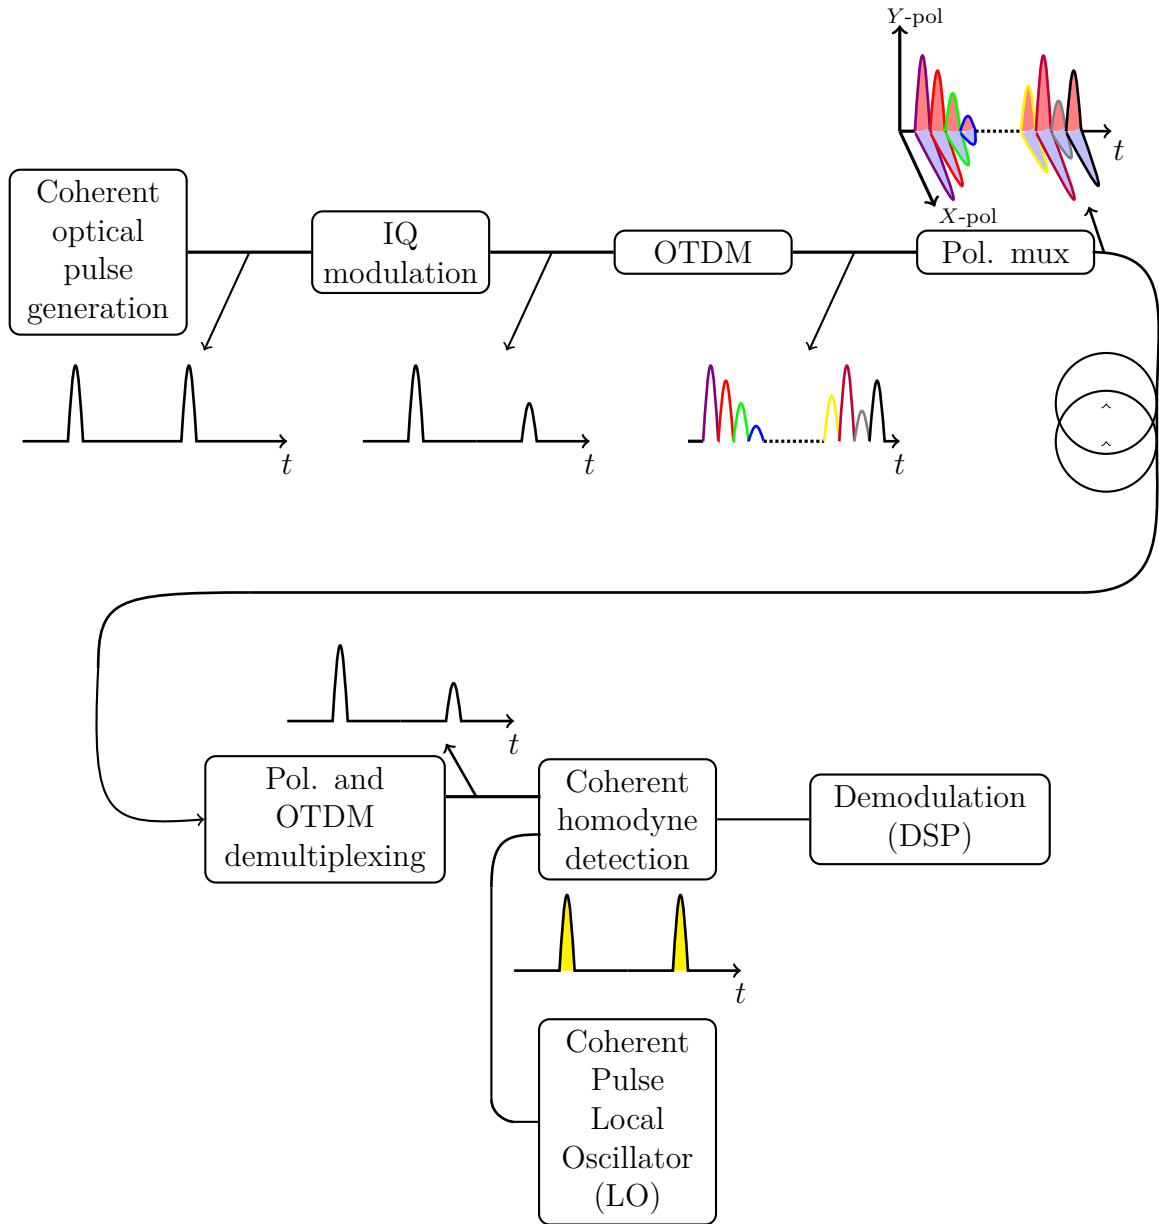 Y-pol
t
X-pol
Coherent
optical
pulse
generation
IQ
modulation
OTDM
Pol. mux
t
t
t
t
Pol. and
OTDM
demultiplexing
Coherent
homodyne
detection
Demodulation
(DSP)
t
Coherent
Pulse
Local
Oscillator
(LO)